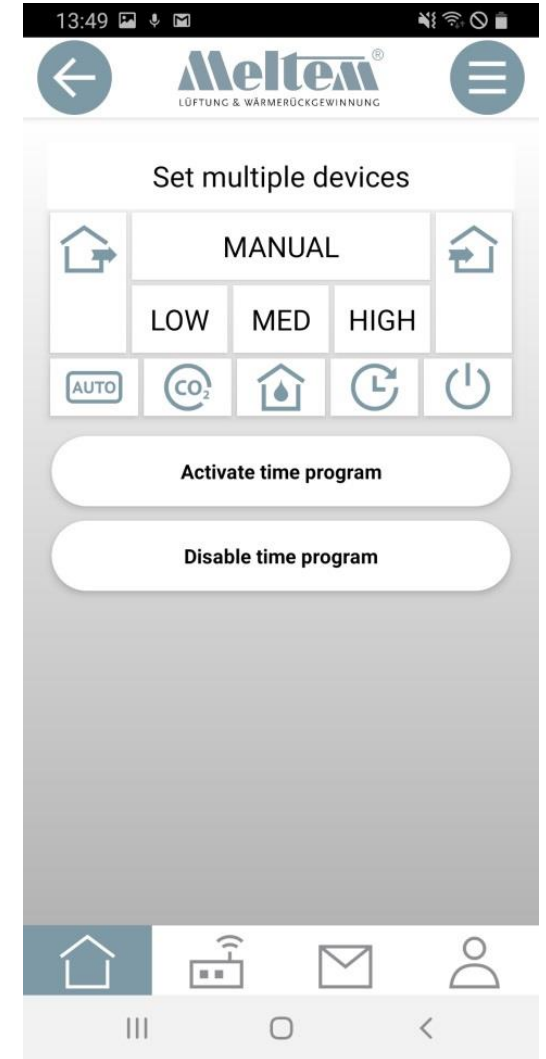 13:49
Meltem®
LÜFTUNG & WÄRMERÜCKGEWINNUNG
Set multiple devices
MANUAL
LOW MED HIGH
AUTO CO₂
Activate time program
Disable time program